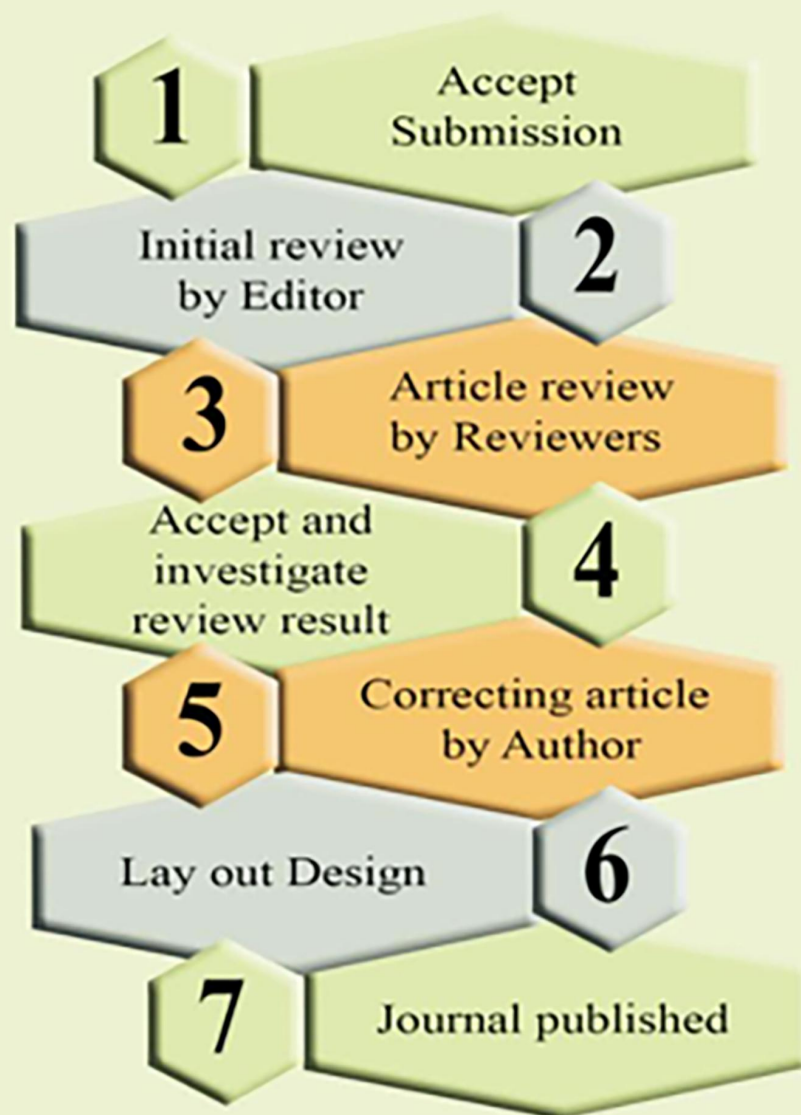 1
Accept
Submission
2
Initial review
by Editor
3
Article review
by Reviewers
4
Accept and
investigate
review result
5
Correcting article
by Author
6
Lay out Design
7
Journal published